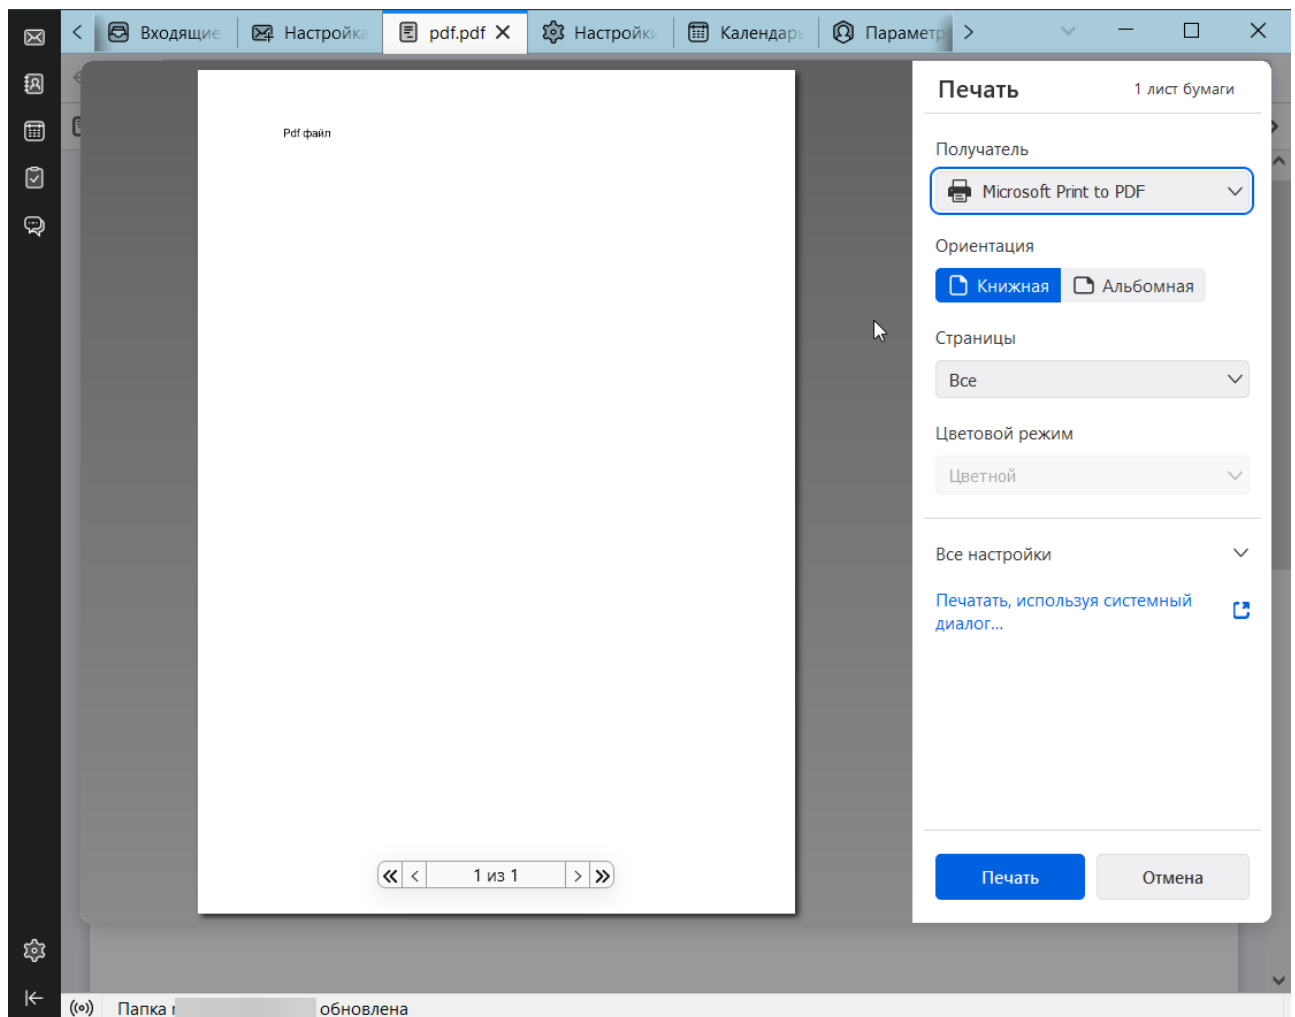 Входящие
Настройка
pdf.pdf
Настройки
Календарь
Параметр
Pdf файл
1 из 1
Печать
1 лист бумаги
Получатель
Microsoft Print to PDF
Ориентация
Книжная
Альбомная
Страницы
Все
Цветовой режим
Цветной
Все настройки
Печатать, используя системный
диалог...
Печать
Отмена
Папка обновлена